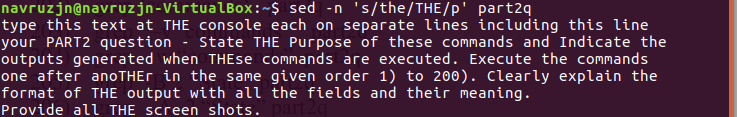 navruzjn@navruzjn-VirtualBox:~$ sed -n 's/the/THE/p' part2q
type this text at THE console each on separate lines including this line
your PART2 question - State THE Purpose of these commands and Indicate the
outputs generated when THEse commands are executed. Execute the commands
one after anoTHEr in the same given order 1) to 200). Clearly explain the
format of THE output with all the fields and their meaning.
Provide all THE screen shots.